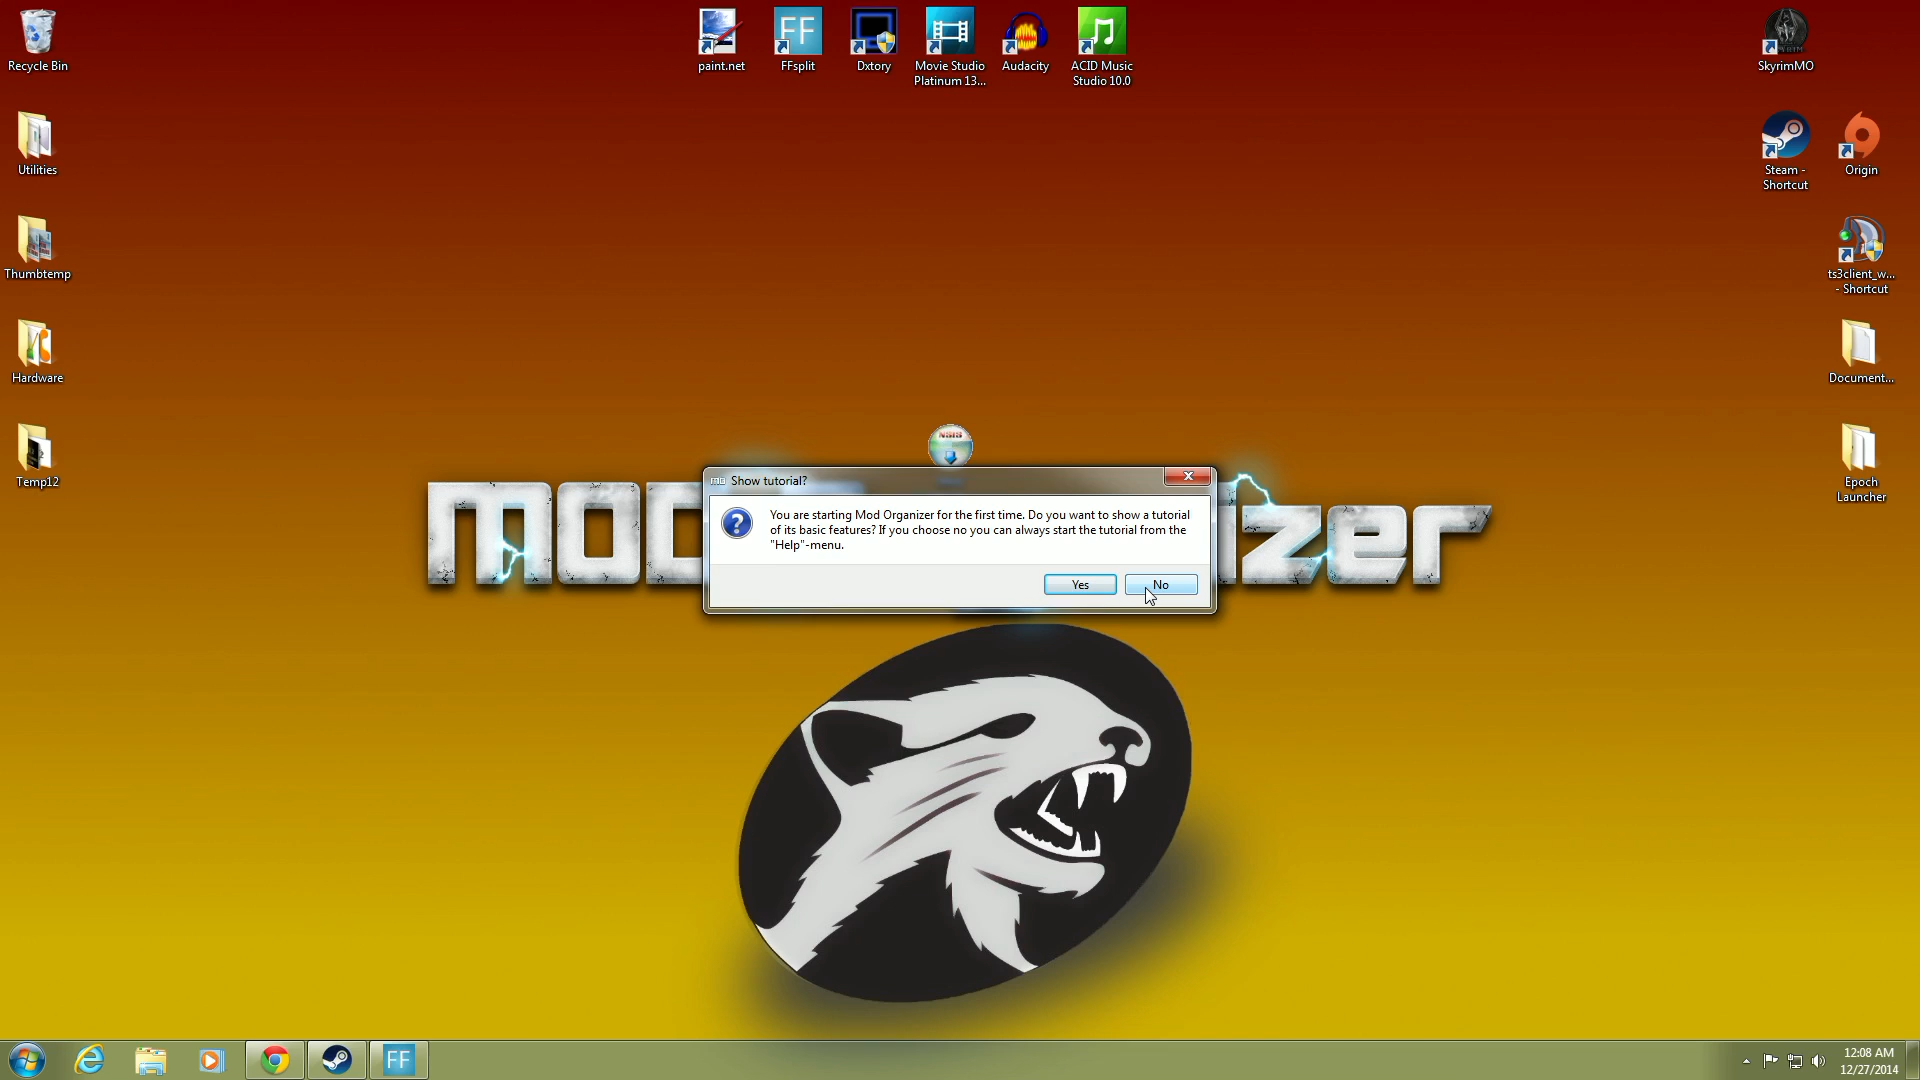 Recycle Bin
Utilities
Thumbtemp
Hardware
Temp12
paint.net
FFsplit
Dxtory
Movie Studio
Platinum 13...
Audacity
ACID Music
Studio 10.0
SkyrimMO
Steam -
Shortcut
Origin
ts3client_w...
- Shortcut
Document...
Epoch
Launcher
NSIS
Show tutorial?
You are starting Mod Organizer for the first time. Do you want to show a tutorial
of its basic features? If you choose no you can always start the tutorial from the
"Help"-menu.
Yes
No
12:08 AM
12/27/2014
FF
FF